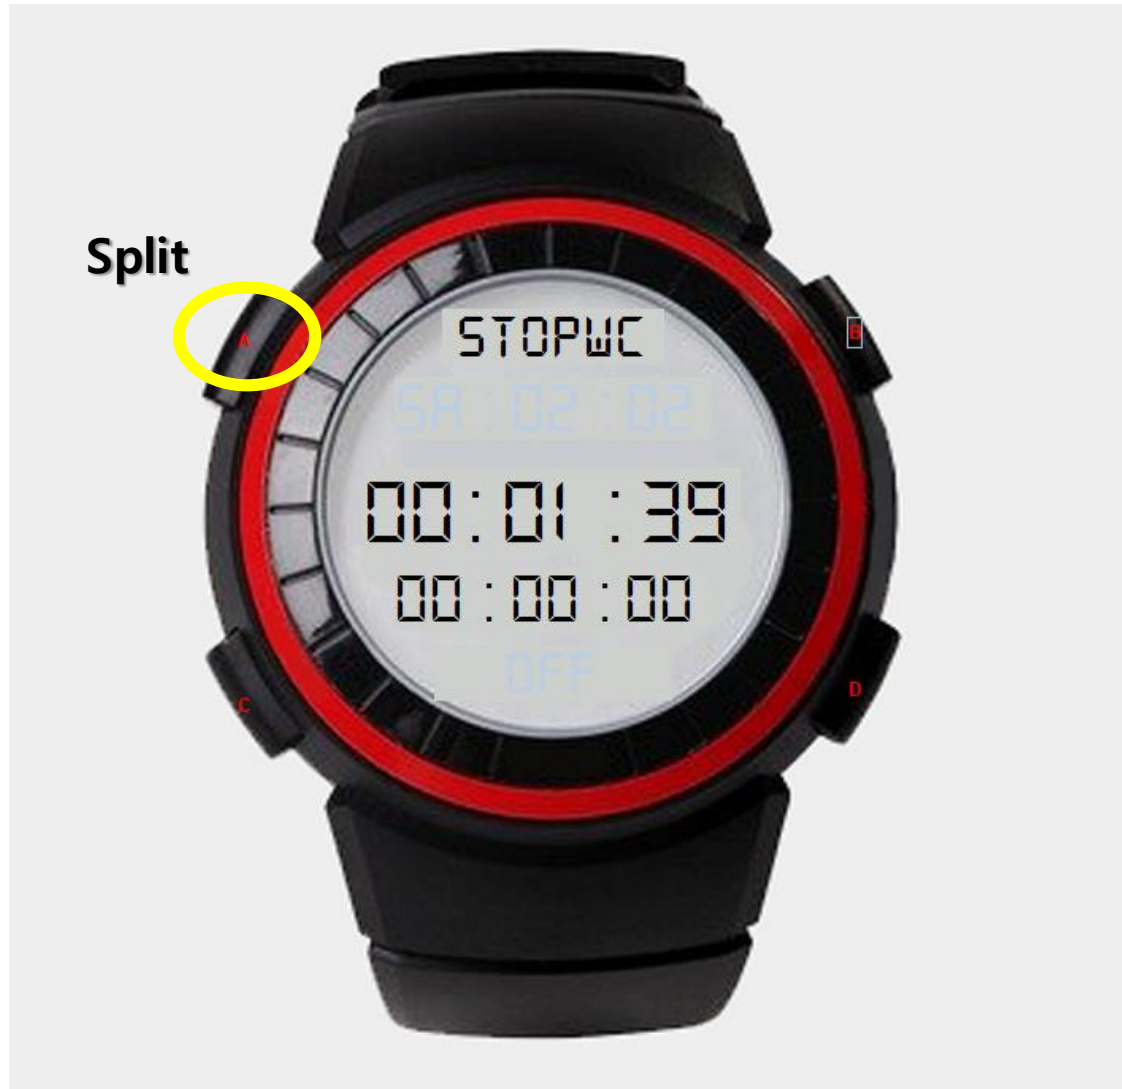 Split
A
B
STOPWC
SA : 02 : 02
00 : 01 : 39
00 : 00 : 00
OFF
C
D